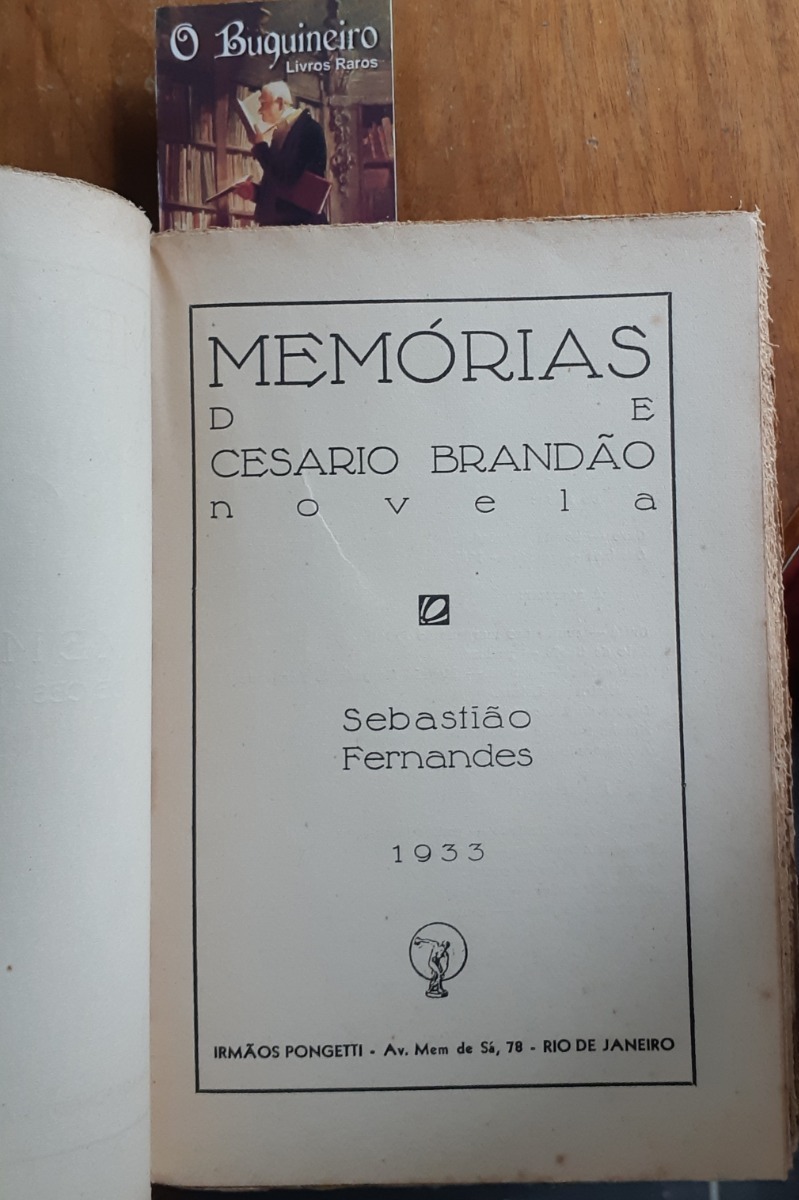 O Buquineiro
Livros Raros
MEMÓRIAS
D E
CESARIO BRANDÃO
n o v e l a
Sebastião
Fernandes
1933
IRMÃOS PONGETTI - Av. Mem de Sá, 78 - RIO DE JANEIRO